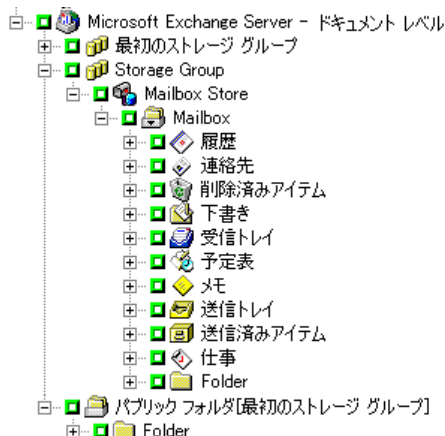 Microsoft Exchange Server - ドキュメント レベル
最初のストレージ グループ
Storage Group
Mailbox Store
Mailbox
履歴
連絡先
削除済みアイテム
下書き
受信トレイ
予定表
メモ
送信トレイ
送信済みアイテム
仕事
Folder
パブリック フォルダ[最初のストレージ グループ]
Folder